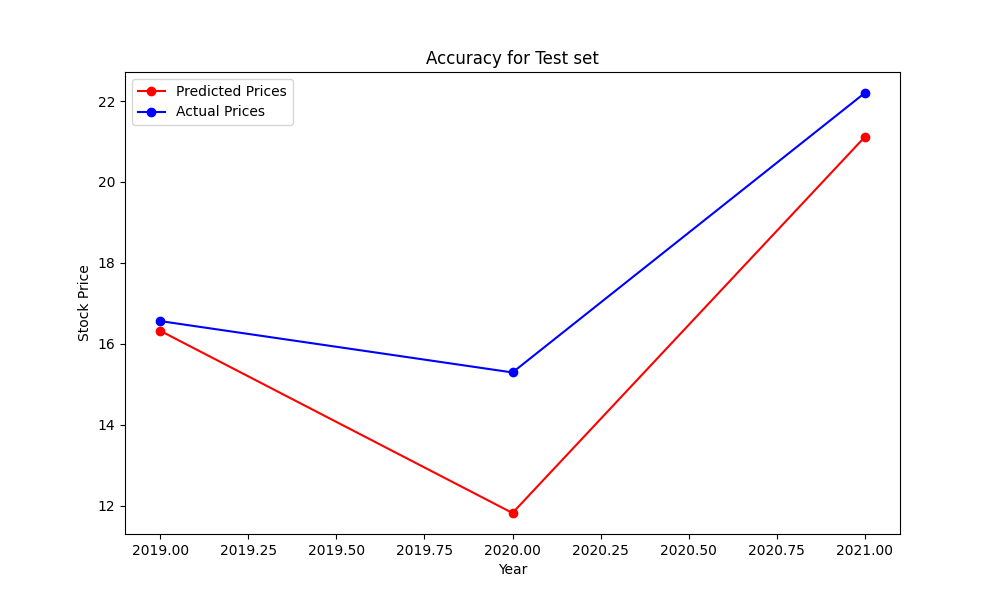 Accuracy for Test set
Predicted Prices
Actual Prices
22
20
18
16
14
12
Stock Price
2019.00 2019.25 2019.50 2019.75 2020.00 2020.25 2020.50 2020.75 2021.00
Year